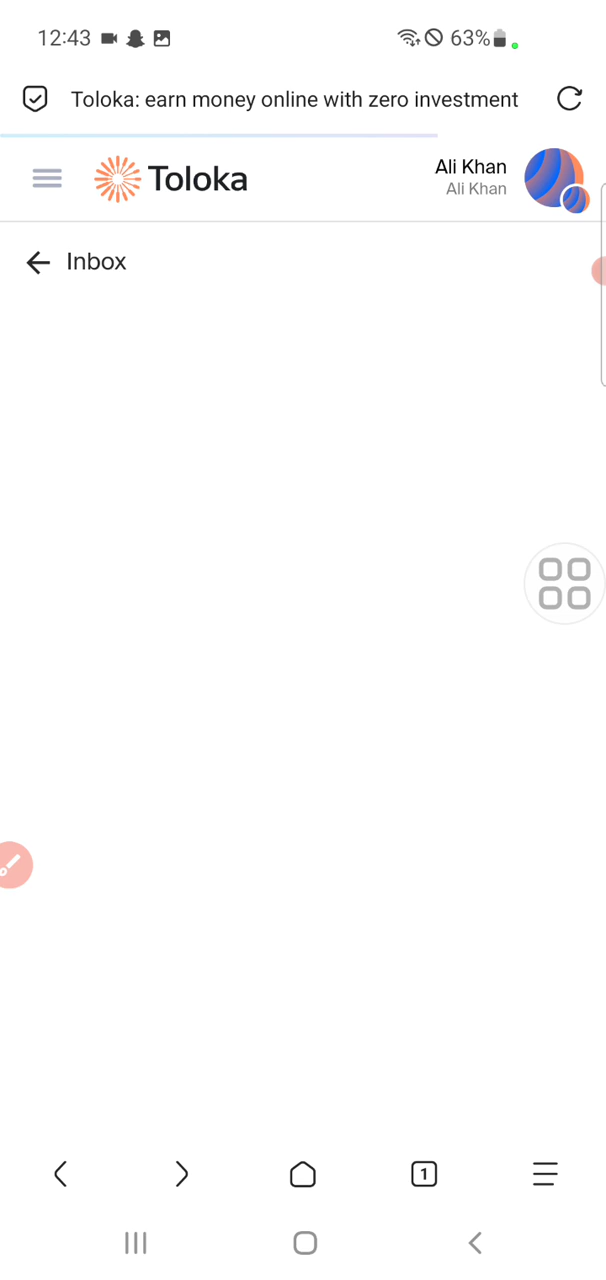 12:43
63%
Toloka: earn money online with zero investment
Toloka
Ali Khan
Ali Khan
Inbox
1